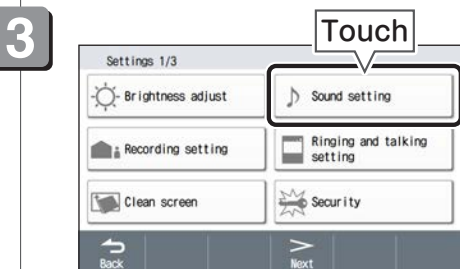 3
Touch
Settings 1/3
Brightness adjust
Sound setting
Recording setting
Ringing and talking
setting
Clean screen
Security
Back
Next